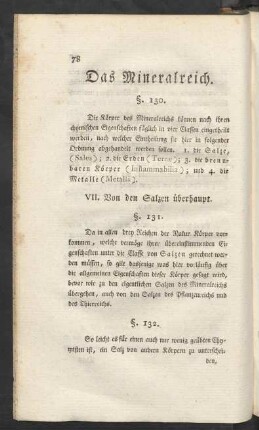 78
Das Mineralreich.
§. 130.
Die Körper des Mineralreichs können nach ihren
chymischen Eigenschaften füglich in vier Classen eingetheilt
werden, nach welcher Eintheilung sie hier in folgender
Ordnung abgehandelt werden sollen. 1. die Salze,
(Salia); 2. die Erden (Terrae); 3. die brenn-
baren Körper (Inflammabilia); und 4. die
Metalle (Metalla).
VII. Von den Salzen überhaupt.
§. 131.
Da in allen drey Reichen der Natur Körper vor-
kommen, welche vermöge ihrer übereinstimmenden Ei-
genschaften unter die Classe von Salzen gerechnet wer-
den müssen, so gilt dasjenige was hier vorläufig über
die allgemeinen Eigenschaften dieser Körper gesagt wird,
bevor wir zu den eigentlichen Salzen des Mineralreichs
übergehen, auch von den Salzen des Pflanzenreichs und
des Thierreichs.
§. 132.
So leicht es für einen auch nur wenig geübten Chy-
misten ist, ein Salz von andern Körpern zu unterschei-
den,